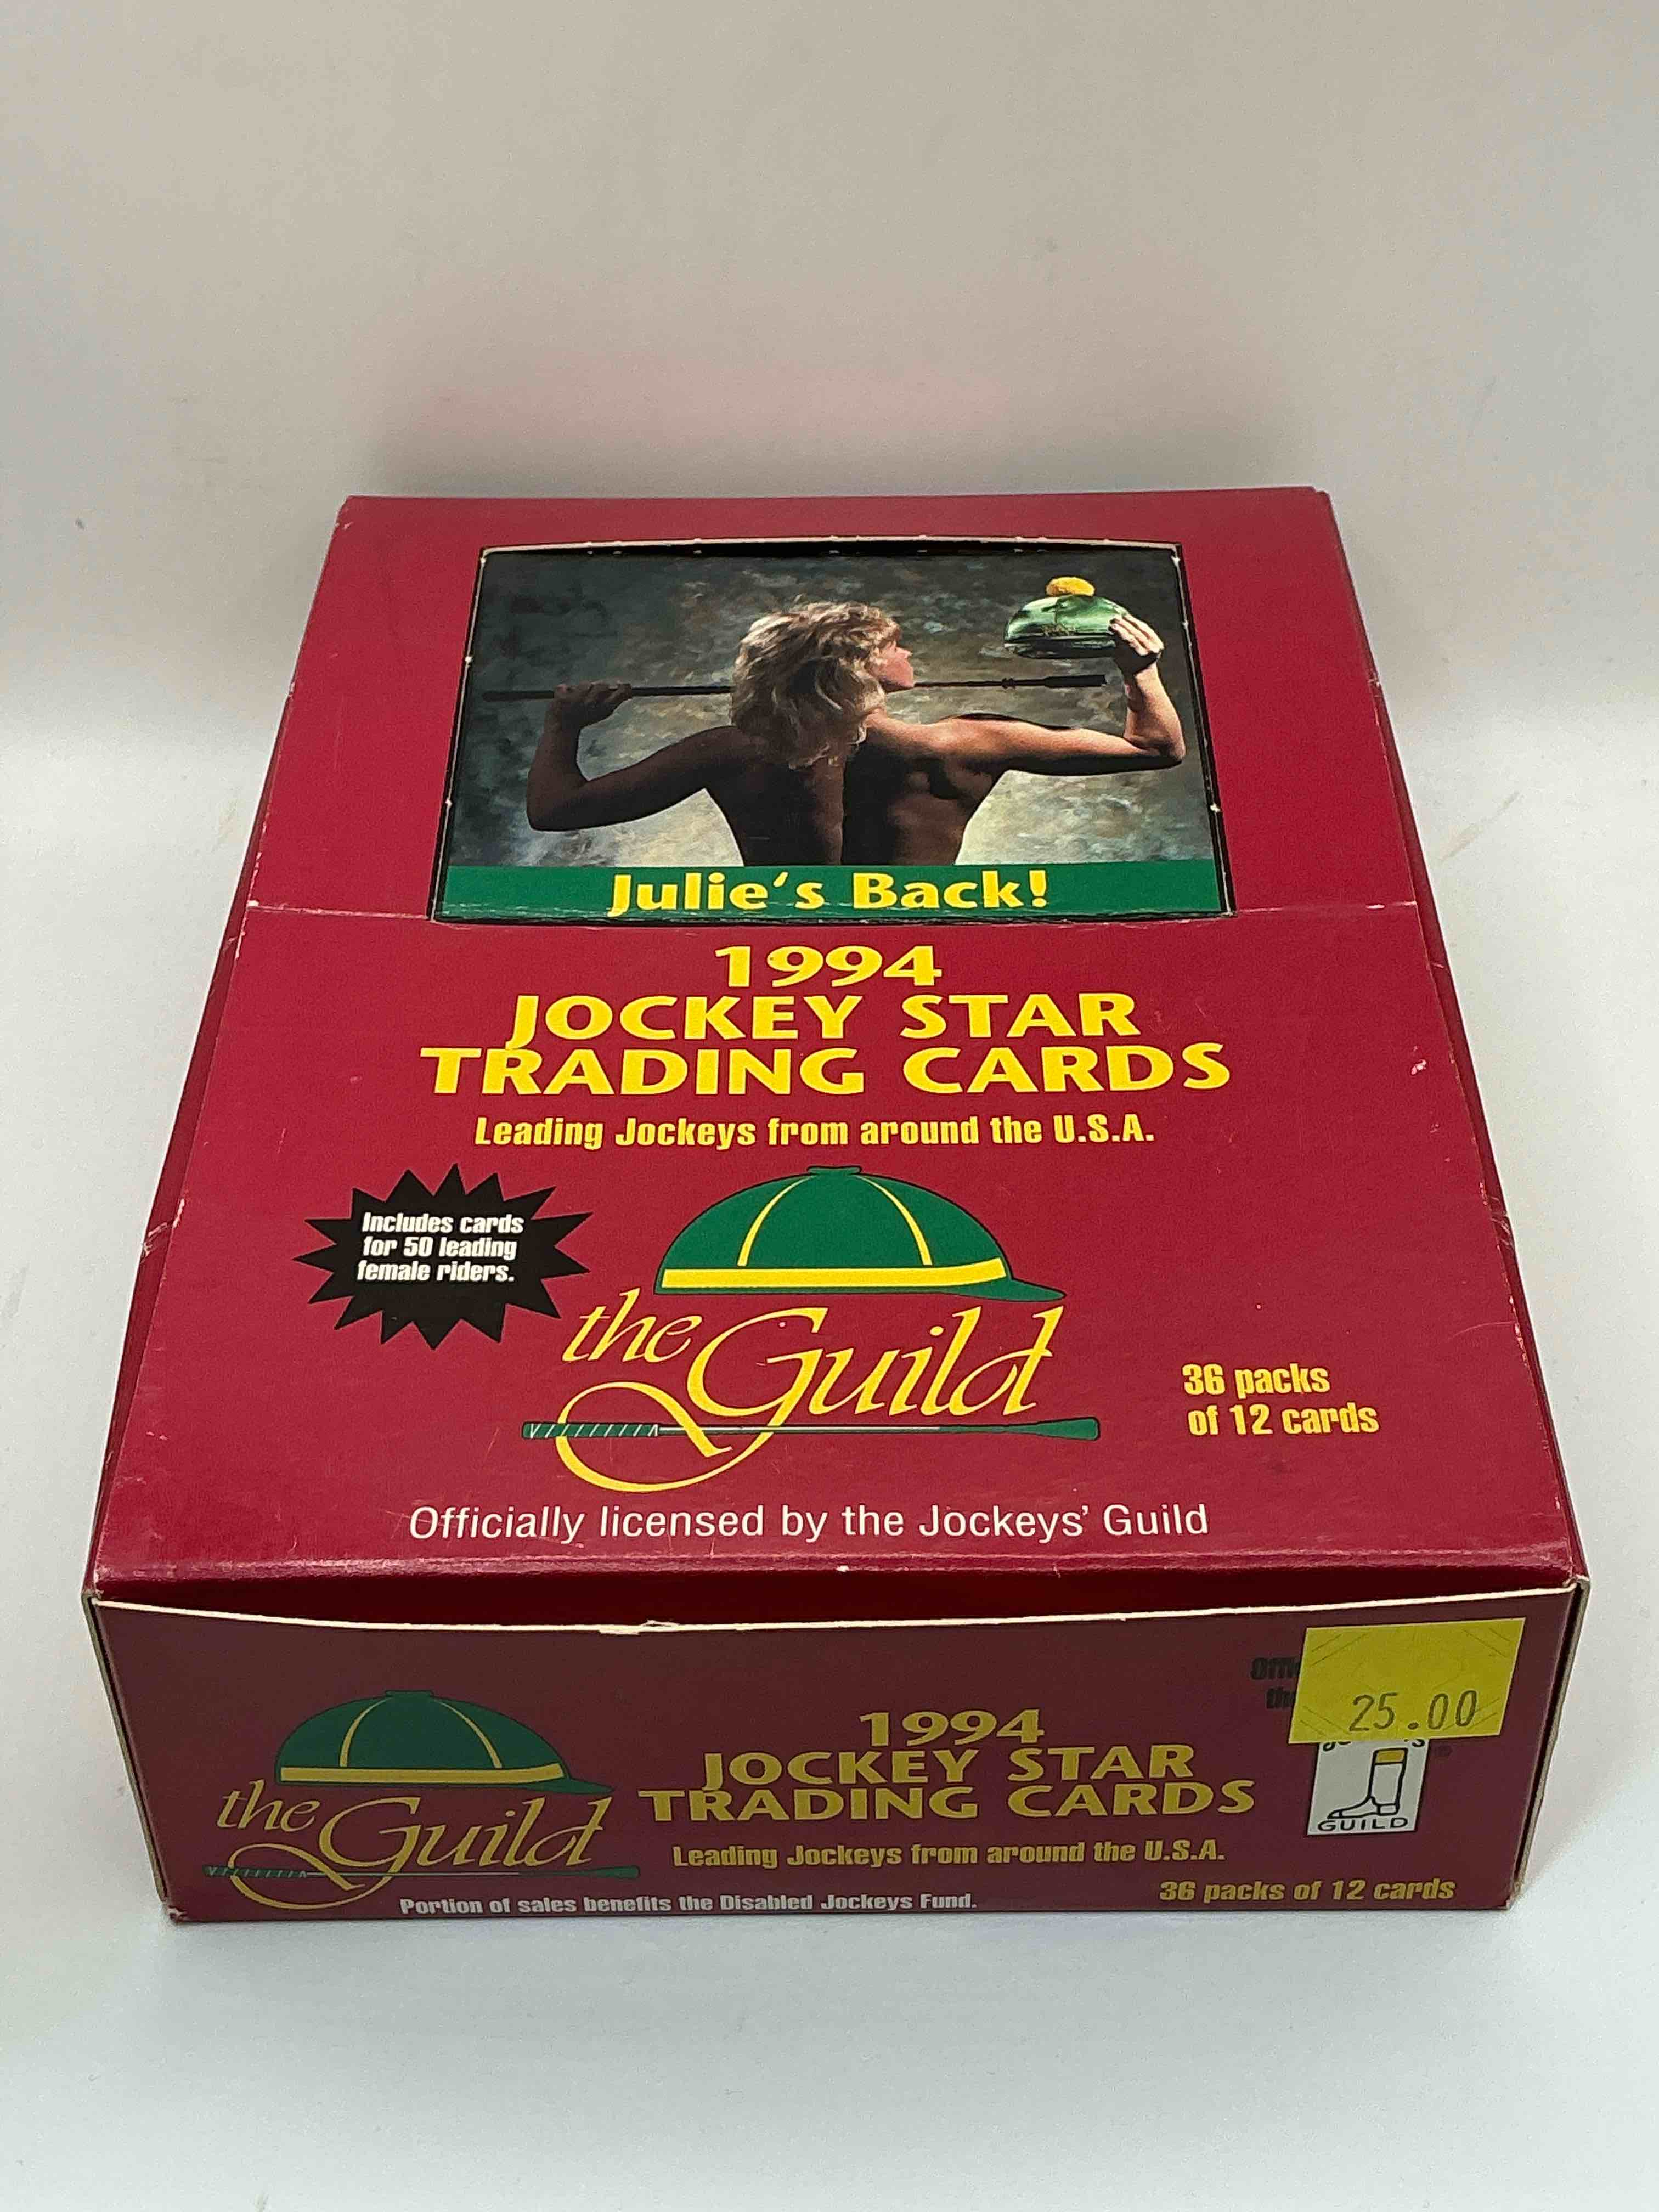 Julie's Back!
1994
JOCKEY STAR
TRADING CARDS
Leading Jockeys from around the U.S.A.
Includes cards
for 50 leading
female riders.
the Guild
36 packs
of 12 cards
Officially licensed by the Jockeys' Guild
25.00
1994
JOCKEY STAR
TRADING CARDS
the Guild
GUILD
Leading Jockeys from around the U.S.A.
36 packs of 12 cards
Portion of sales benefits the Disabled Jockeys Fund.